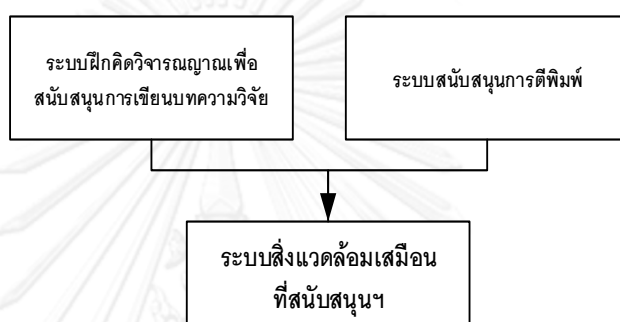 ระบบฝึกคิดวิจารณญาณเพื่อ
สนับสนุนการเขียนบทความวิจัย
ระบบสนับสนุนการตีพิมพ์
ระบบสิ่งแวดล้อมเสมือน
ที่สนับสนุนฯ